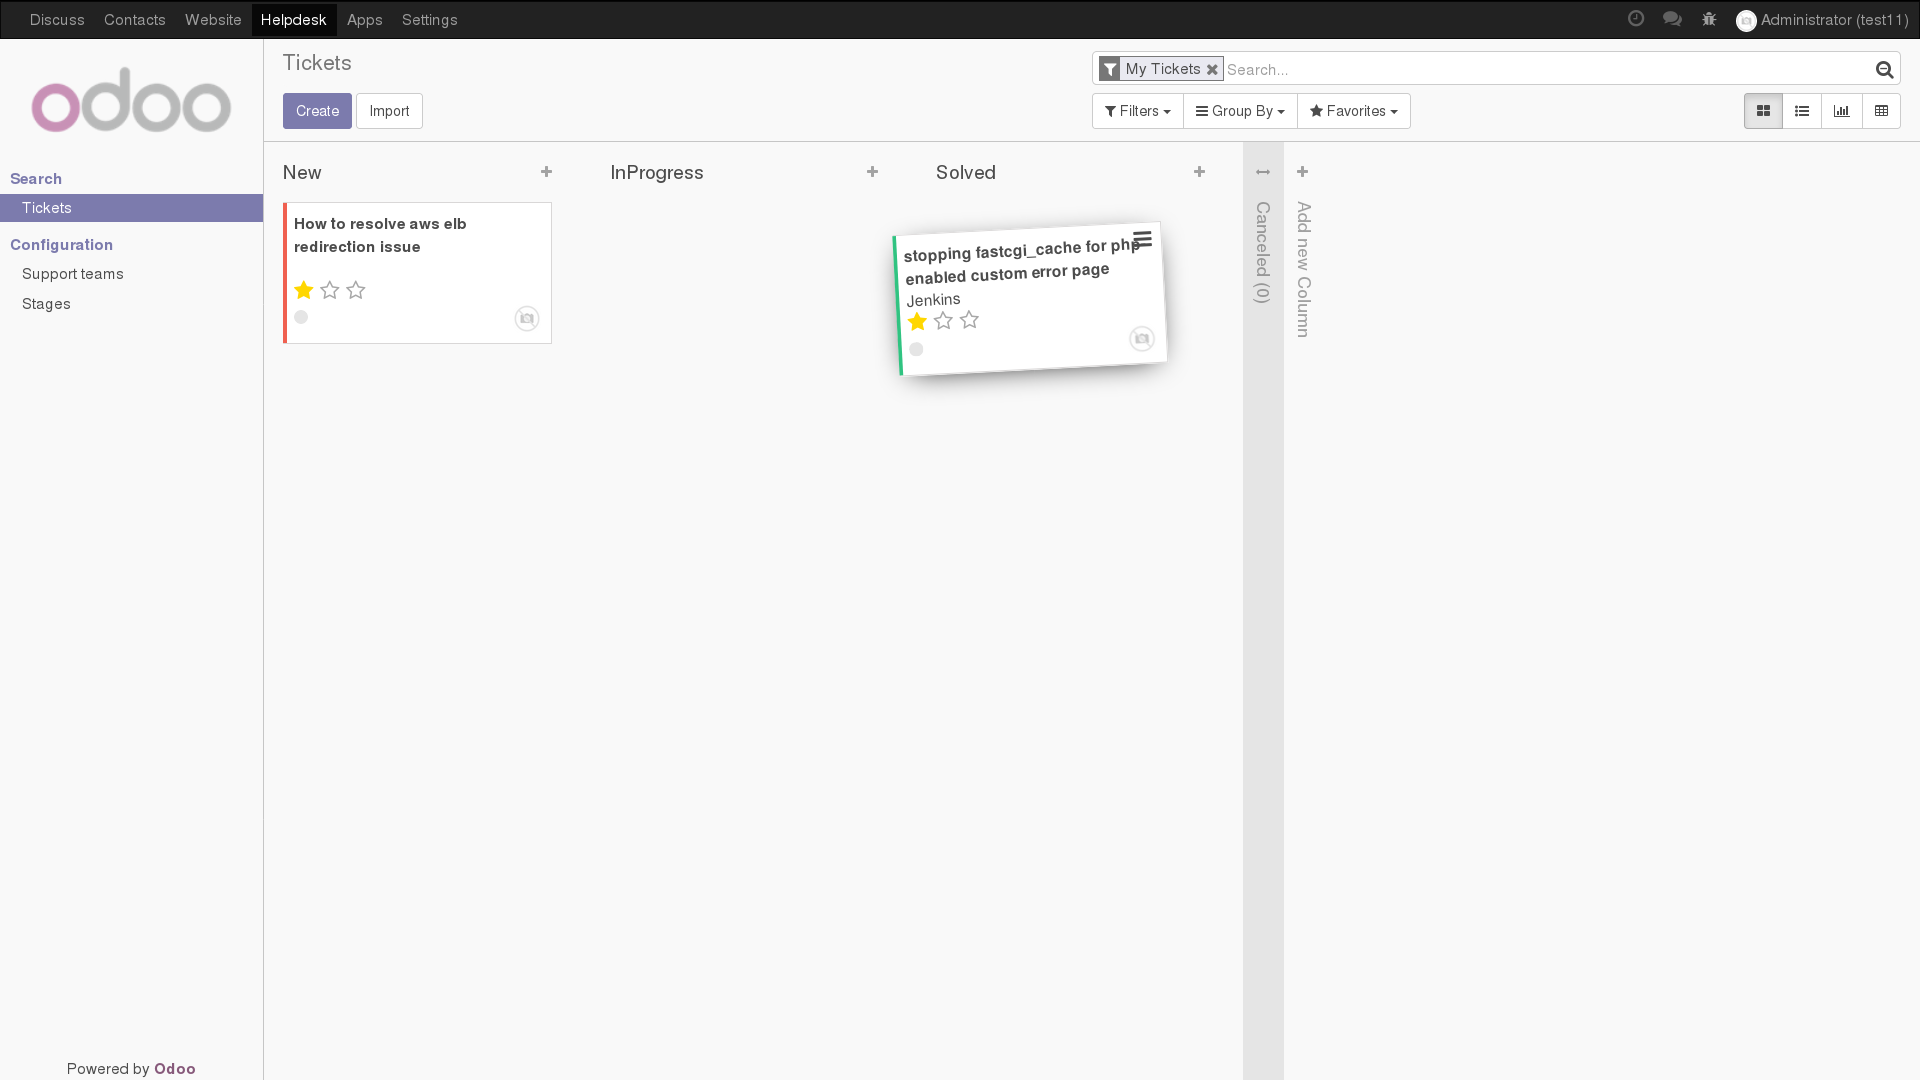 Discuss Contacts Website Helpdesk Apps Settings Administrator (test11)
odoo
Search
Tickets
Configuration
Support teams
Stages
Powered by Odoo
Tickets
My Tickets Search...
Create Import
Filters Group By Favorites
New
How to resolve aws elb
redirection issue
InProgress
Solved
stopping fastcgi_cache for php
enabled custom error page
Jenkins
Canceled (0)
Add new Column